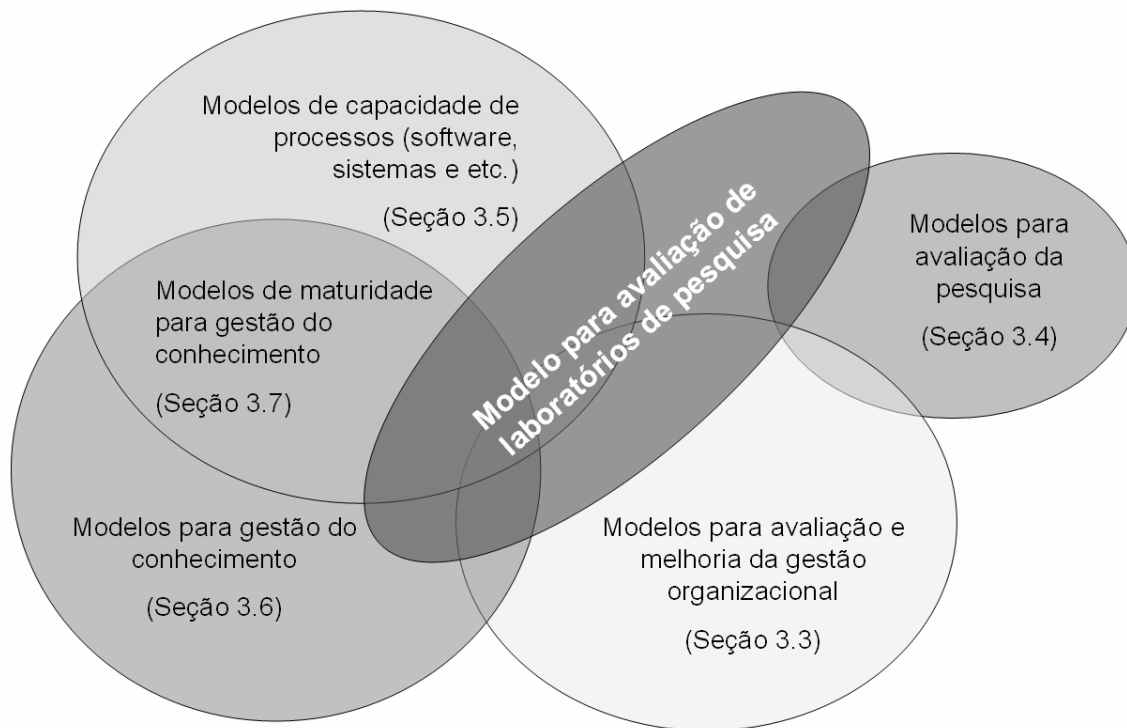 Modelos de capacidade de
processos (software,
sistemas e etc.)
(Seção 3.5)
Modelos de maturidade
para gestão do
conhecimento
(Seção 3.7)
Modelos para gestão do
conhecimento
(Seção 3.6)
Modelo para avaliação de
laboratórios de pesquisa
Modelos para
avaliação da
pesquisa
(Seção 3.4)
Modelos para avaliação e
melhoria da gestão
organizacional
(Seção 3.3)